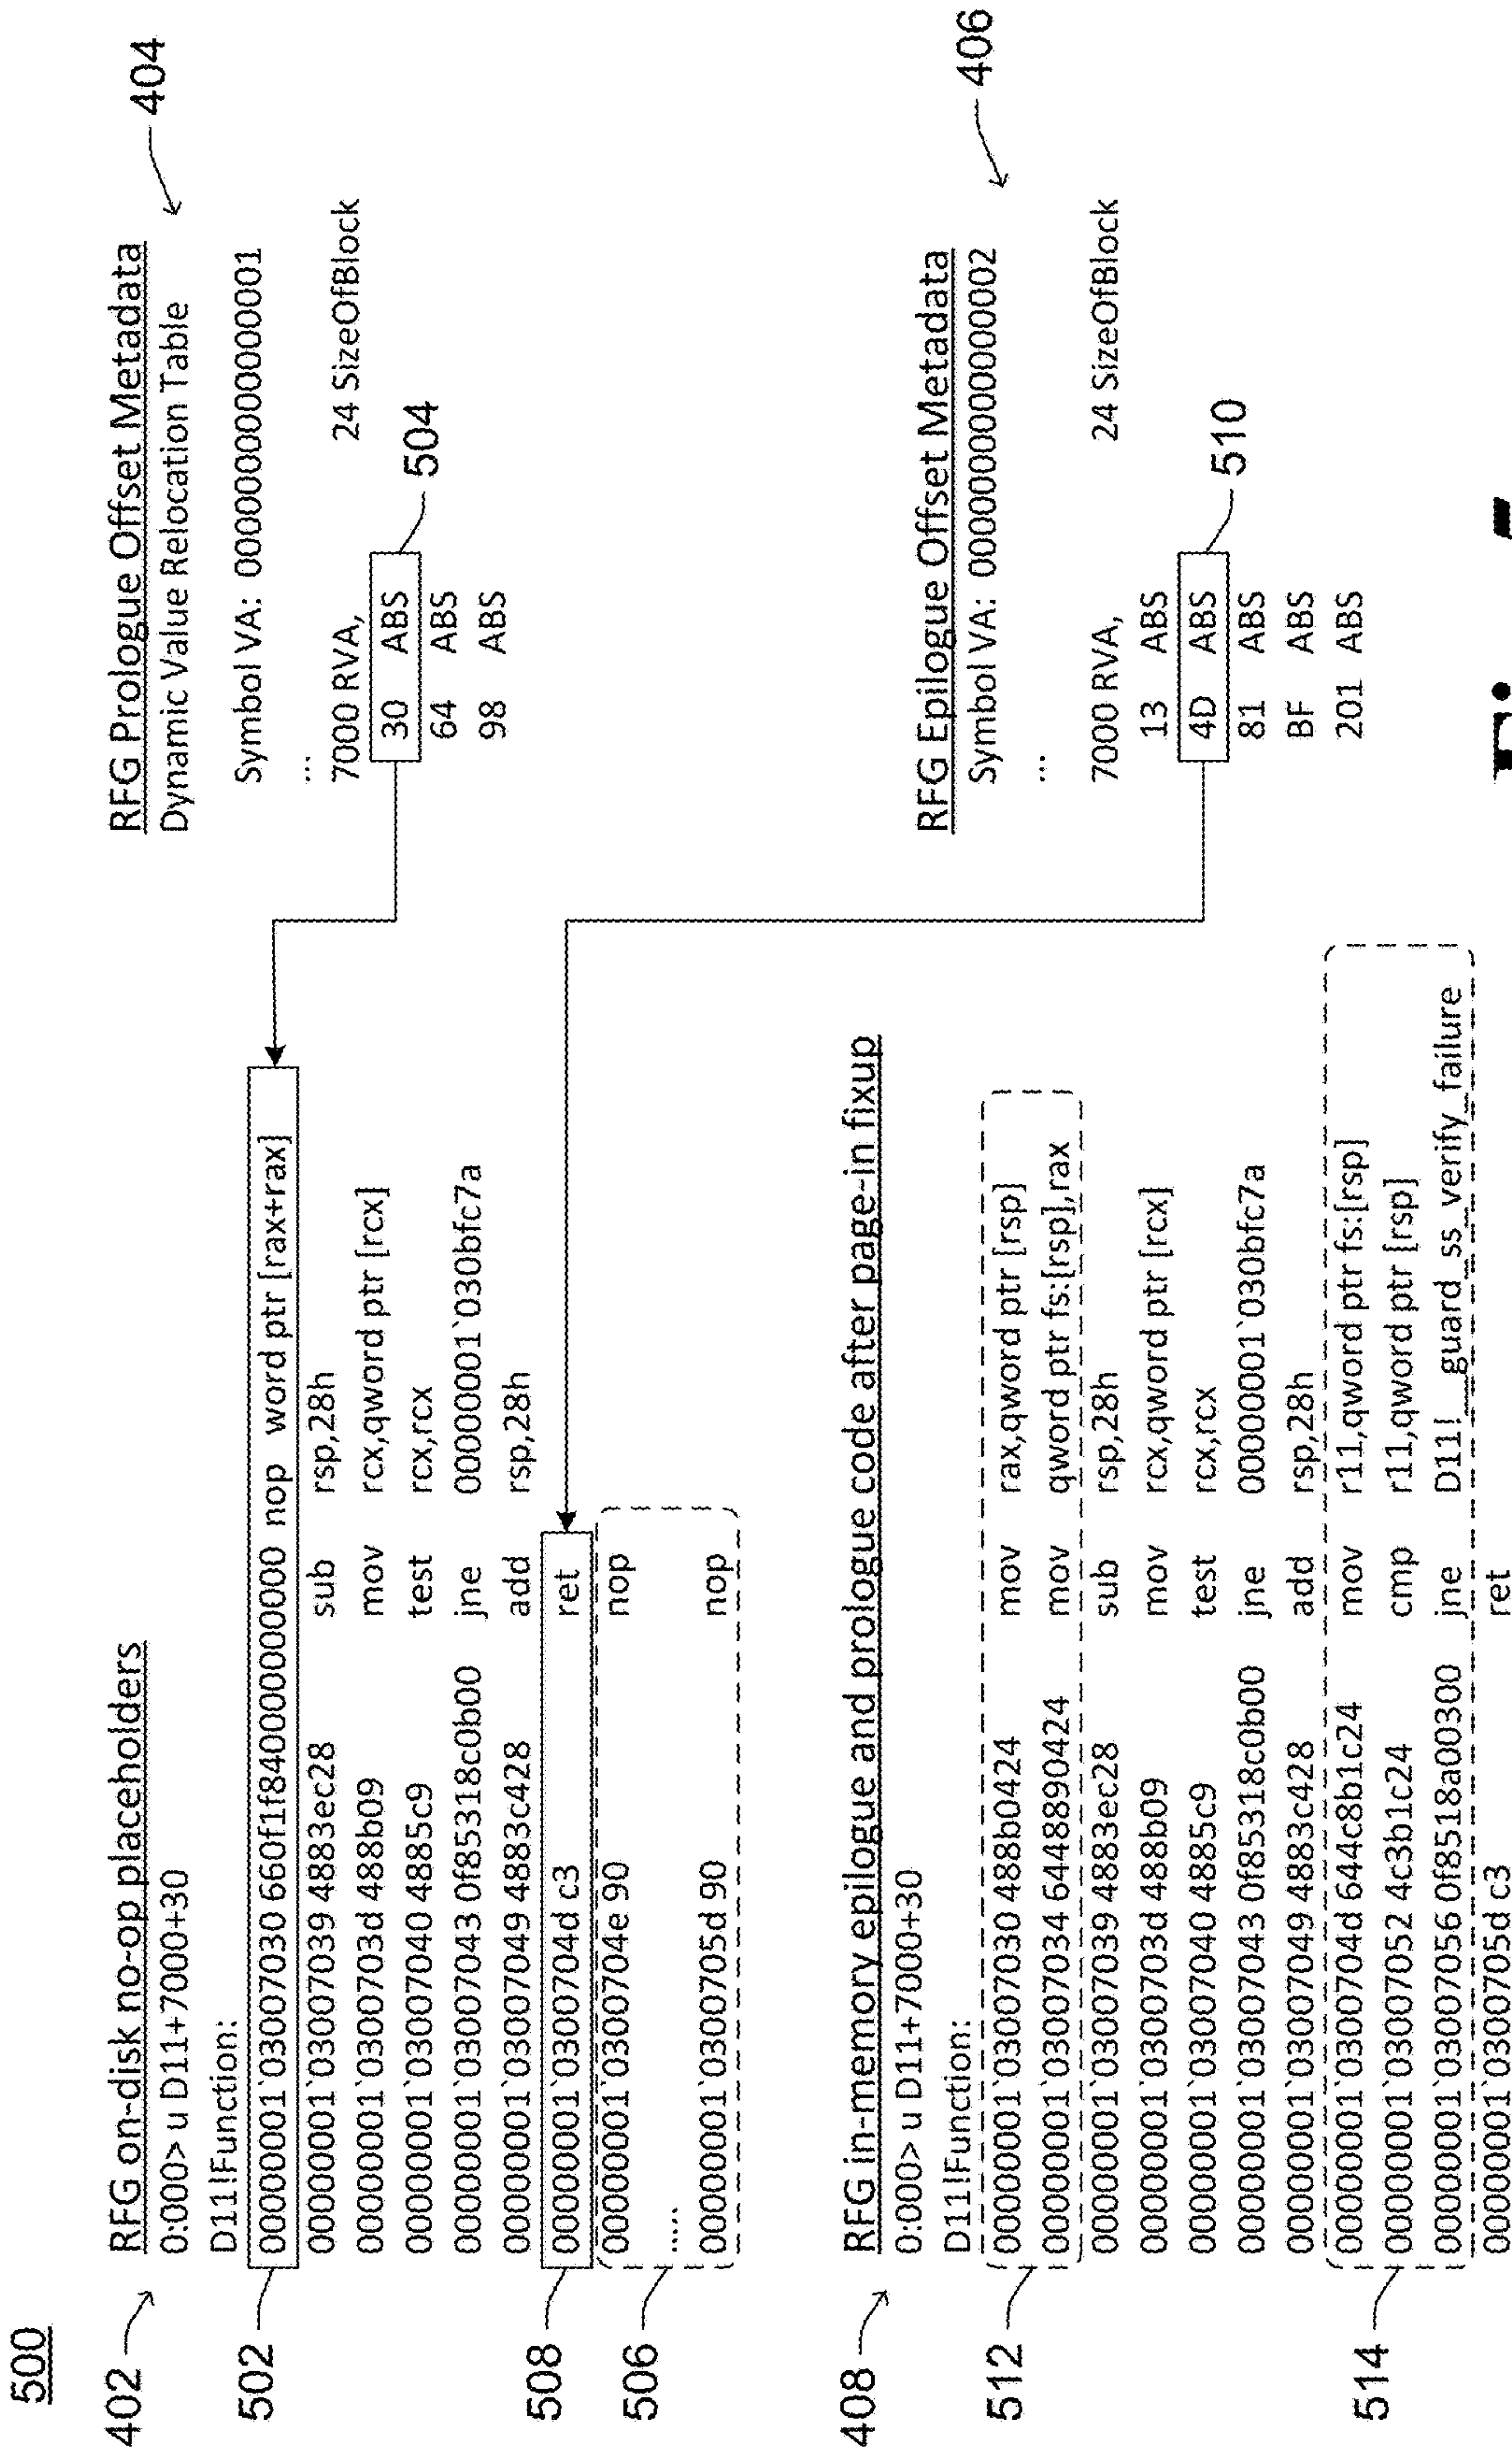 500
402
RFG on-disk no-op placeholders
0:000> u D11+7000+30
D11!Function:
502
00000001`03007030 660f1f840000000000 nop word ptr [rax+rax]
00000001`03007039 4883ec28 sub rsp,28h
00000001`0300703d 488b09 mov rcx,qword ptr [rcx]
00000001`03007040 4885c9 test rcx,rcx
00000001`03007043 0f85318c0b00 jne 00000001`030bfc7a
00000001`03007049 4883c428 add rsp,28h
508
00000001`0300704d c3 ret
506
00000001`0300704e 90 nop
.....
00000001`0300705d 90 nop
RFG Prologue Offset Metadata
404
Dynamic Value Relocation Table
Symbol VA: 0000000000000001
...
7000 RVA, 24 SizeOfBlock
30 ABS
504
64 ABS
98 ABS
408
RFG in-memory epilogue and prologue code after page-in fixup
0:000> u D11+7000+30
D11!Function:
512
00000001`03007030 488b0424 mov rax,qword ptr [rsp]
00000001`03007034 6448890424 mov qword ptr fs:[rsp],rax
00000001`03007039 4883ec28 sub rsp,28h
00000001`0300703d 488b09 mov rcx,qword ptr [rcx]
00000001`03007040 4885c9 test rcx,rcx
00000001`03007043 0f85318c0b00 jne 00000001`030bfc7a
00000001`03007049 4883c428 add rsp,28h
514
00000001`0300704d 644c8b1c24 mov r11,qword ptr fs:[rsp]
00000001`03007052 4c3b1c24 cmp r11,qword ptr [rsp]
00000001`03007056 0f8518a00300 jne D11!__guard_ss_verify_failure
00000001`0300705d c3 ret
RFG Epilogue Offset Metadata
406
Symbol VA: 0000000000000002
...
7000 RVA, 24 SizeOfBlock
13 ABS
4D ABS
510
81 ABS
BF ABS
201 ABS